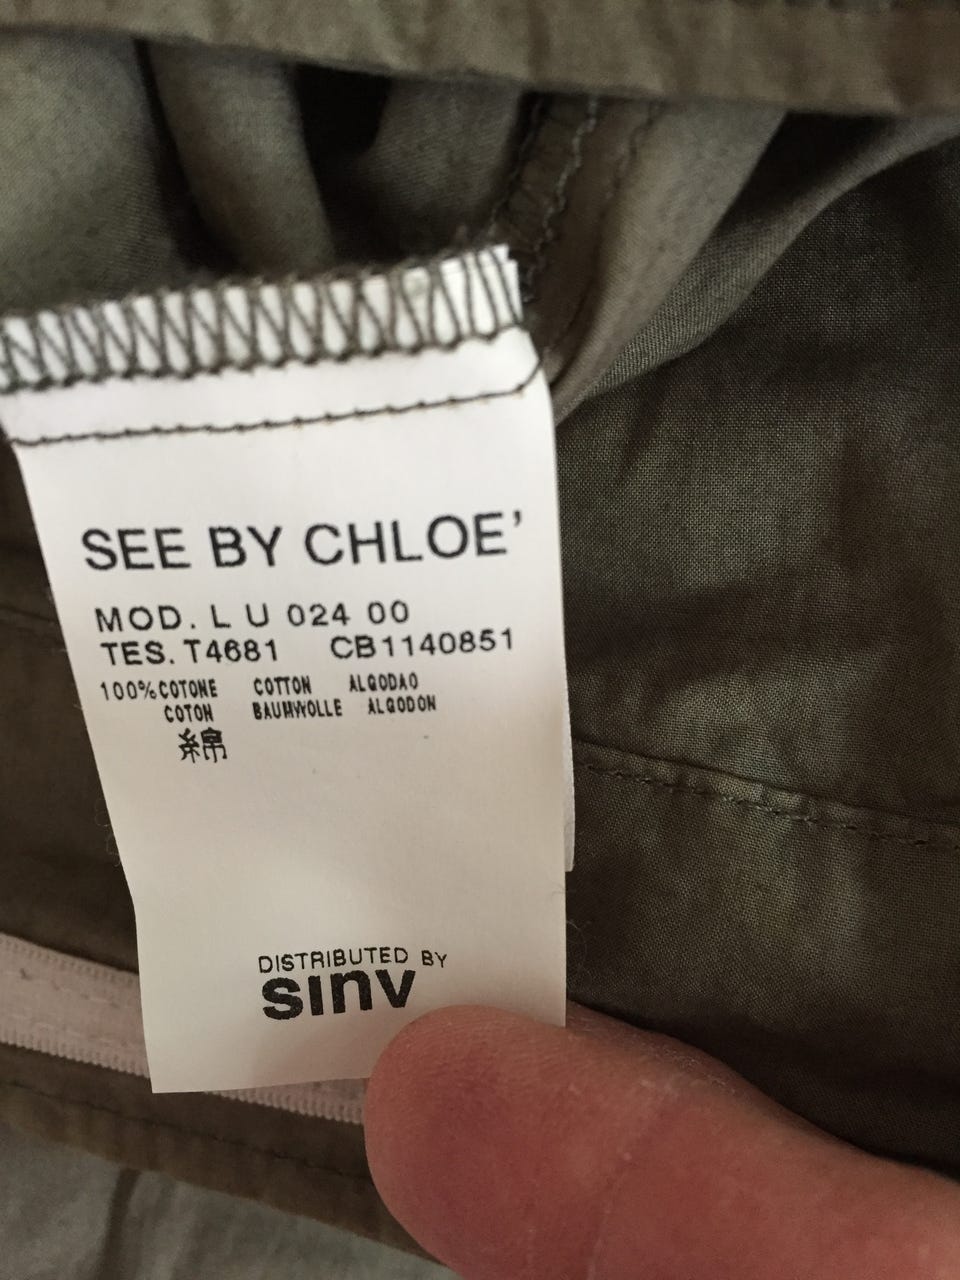 SEE BY CHLOE'
MOD. L U 024 00
TES. T4681 CB1140851
100% COTONE COTTON ALGODAO
COTON BAUMWOLLE ALGODON
綿
DISTRIBUTED BY
sinv